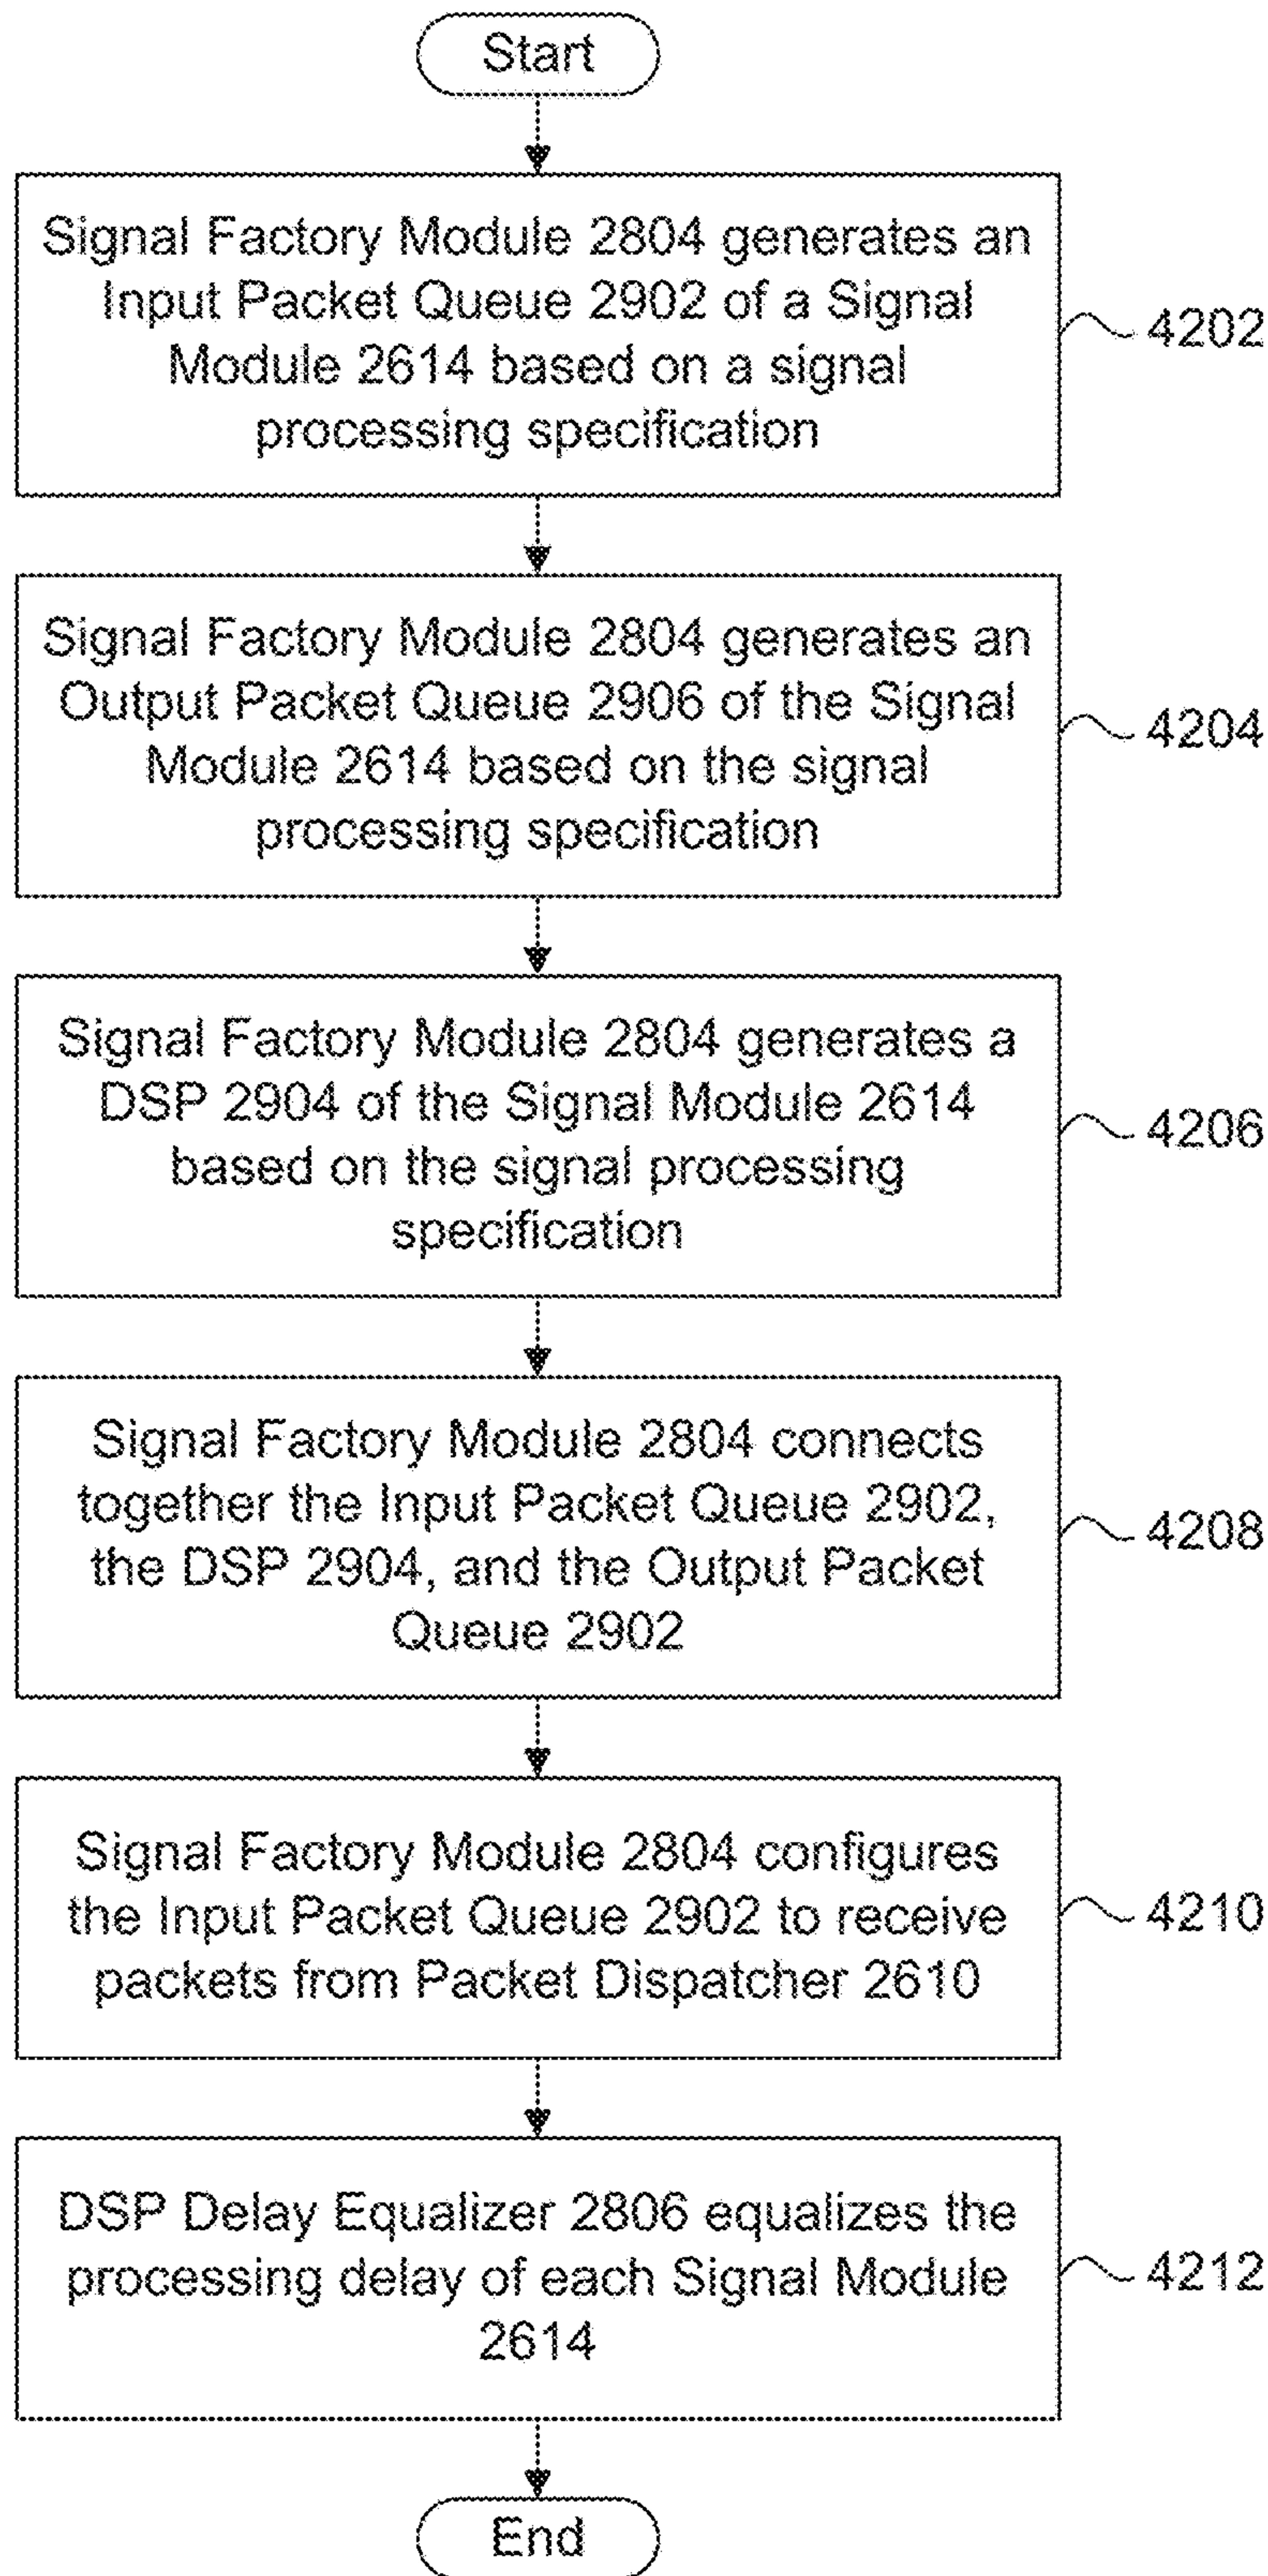 Start
Signal Factory Module 2804 generates an
Input Packet Queue 2902 of a Signal
Module 2614 based on a signal
processing specification
4202
Signal Factory Module 2804 generates an
Output Packet Queue 2906 of the Signal
Module 2614 based on the signal
processing specification
4204
Signal Factory Module 2804 generates a
DSP 2904 of the Signal Module 2614
based on the signal processing
specification
4206
Signal Factory Module 2804 connects
together the Input Packet Queue 2902,
the DSP 2904, and the Output Packet
Queue 2902
4208
Signal Factory Module 2804 configures
the Input Packet Queue 2902 to receive
packets from Packet Dispatcher 2610
4210
DSP Delay Equalizer 2806 equalizes the
processing delay of each Signal Module
2614
4212
End